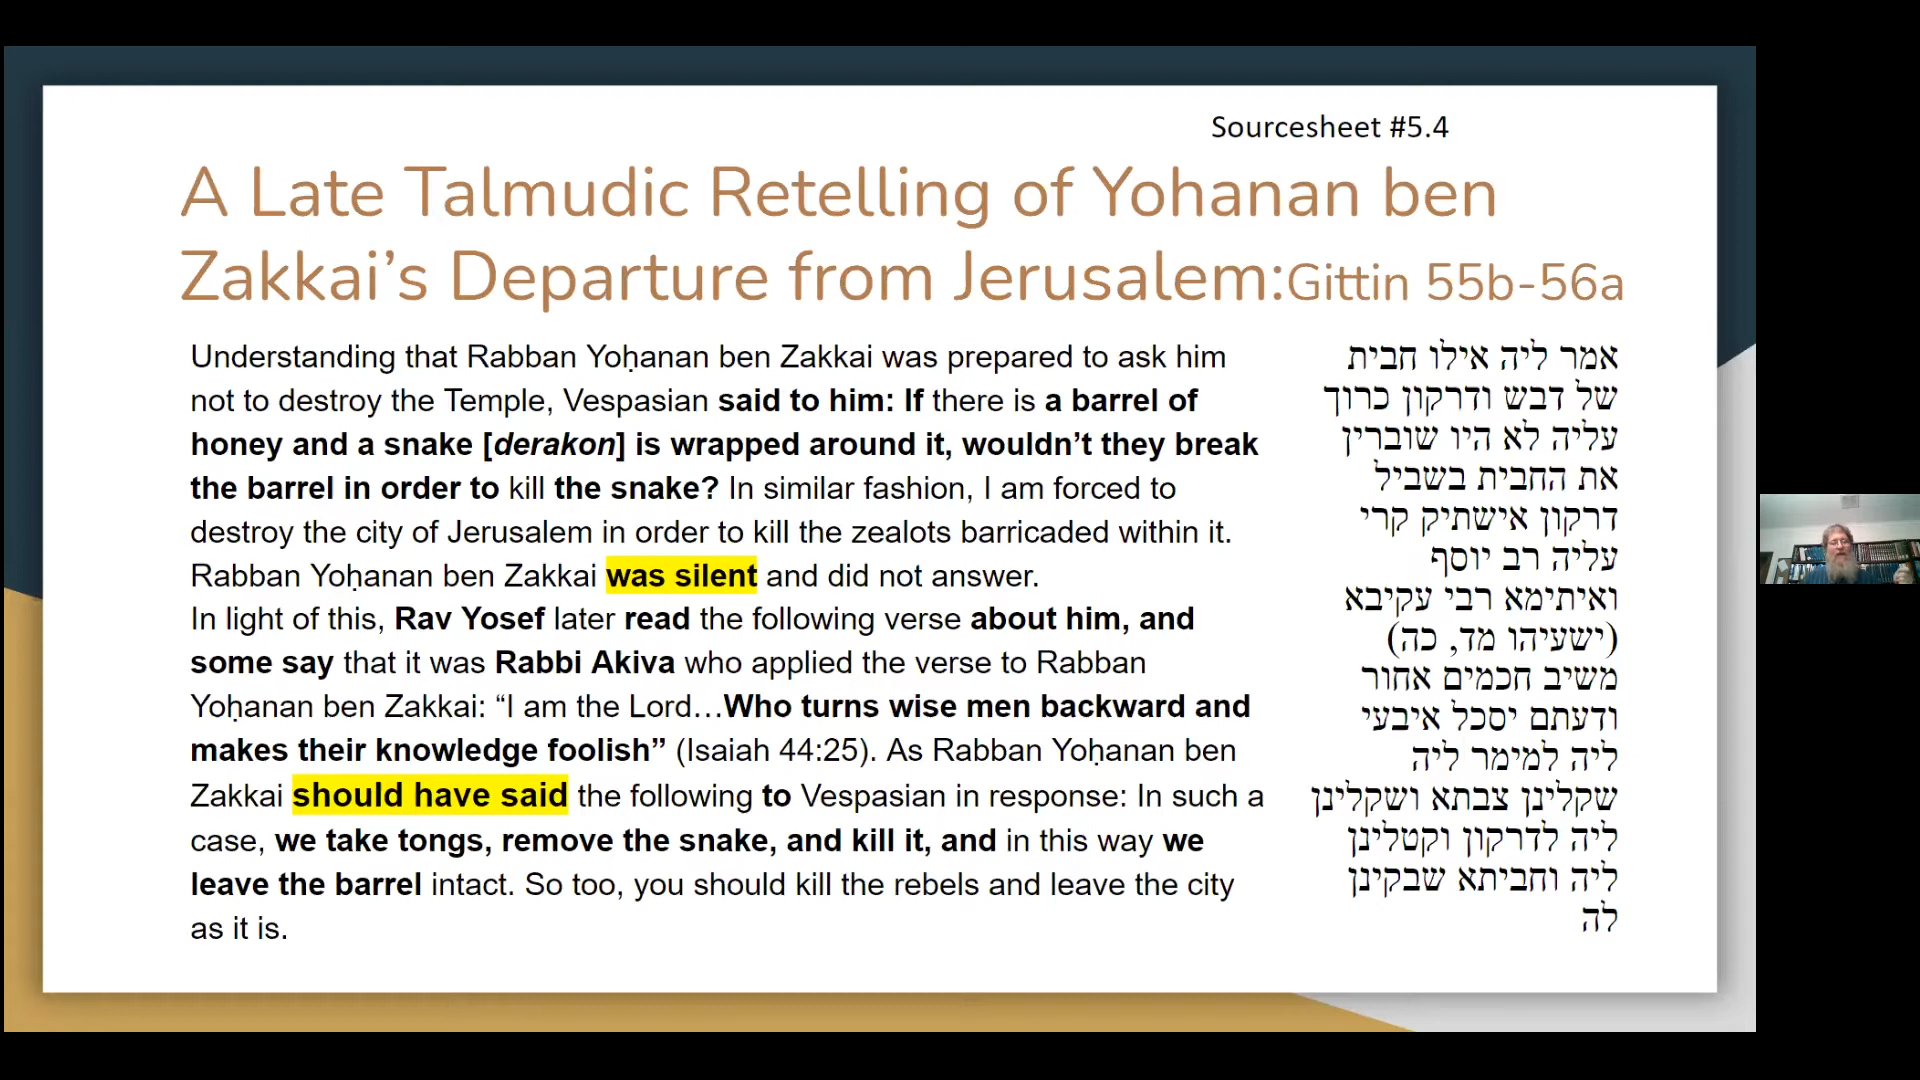 Sourcesheet #5.4
A Late Talmudic Retelling of Yohanan ben
Zakkai’s Departure from Jerusalem:Gittin 55b-56a
Understanding that Rabban Yoḥanan ben Zakkai was prepared to ask him
not to destroy the Temple, Vespasian said to him: If there is a barrel of
honey and a snake [derakon] is wrapped around it, wouldn’t they break
the barrel in order to kill the snake? In similar fashion, I am forced to
destroy the city of Jerusalem in order to kill the zealots barricaded within it.
Rabban Yoḥanan ben Zakkai was silent and did not answer.
In light of this, Rav Yosef later read the following verse about him, and
some say that it was Rabbi Akiva who applied the verse to Rabban
Yoḥanan ben Zakkai: “I am the Lord…Who turns wise men backward and
makes their knowledge foolish” (Isaiah 44:25). As Rabban Yoḥanan ben
Zakkai should have said the following to Vespasian in response: In such a
case, we take tongs, remove the snake, and kill it, and in this way we
leave the barrel intact. So too, you should kill the rebels and leave the city
as it is.
אמר ליה אילו חבית
של דבש ודרקון כרוך
עליה לא היו שוברין
את החבית בשביל
דרקון אישתיק קרי
עליה רב יוסף
ואיתימא רבי עקיבא
(ישעיהו מד, כה)
משיב חכמים אחור
ודעתם יסכל איבעי
ליה למימר ליה
שקלינן צבתא ושקלינן
ליה לדרקון וקטלינן
ליה וחביתא שבקינן
לה